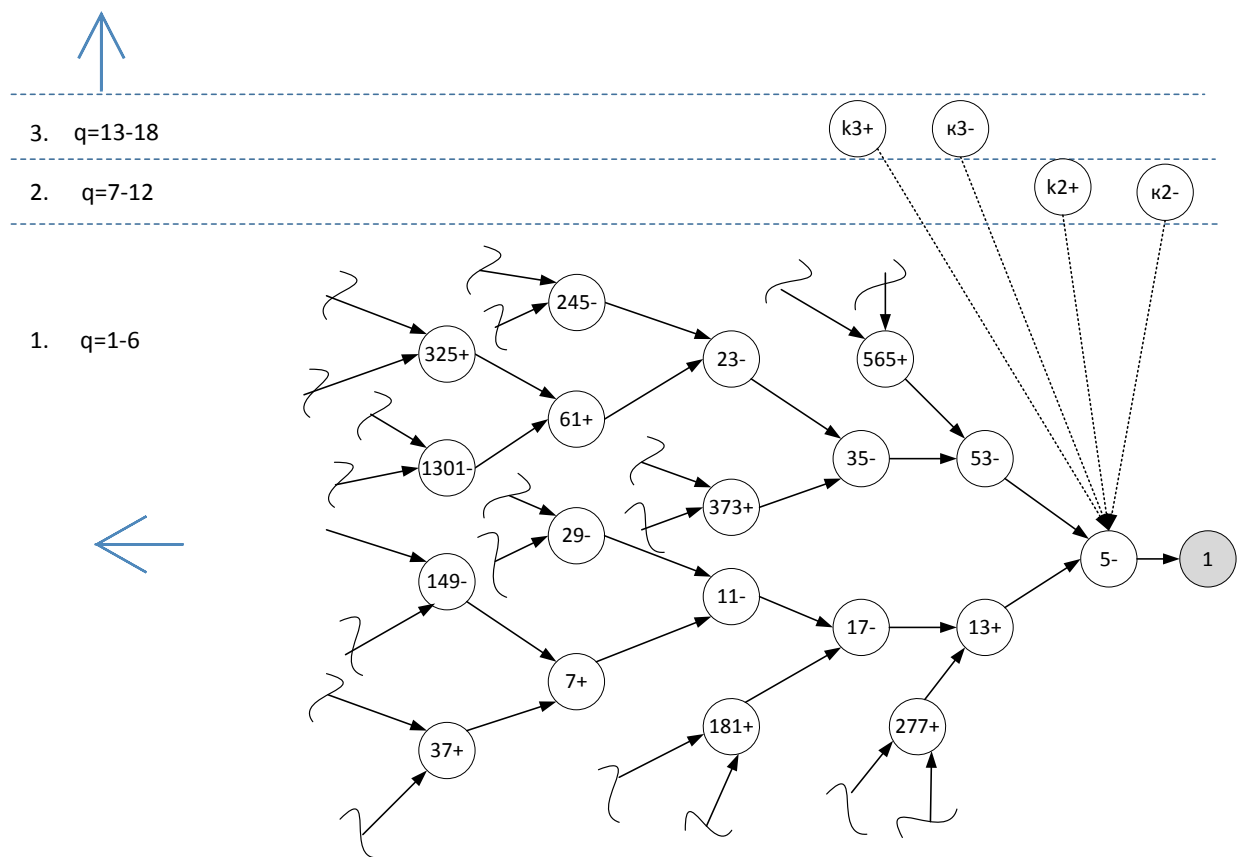 3. q=13-18
k3+
к3-
2. q=7-12
k2+
к2-
245-
1. q=1-6
325+
23-
565+
61+
1301-
35-
53-
373+
29-
5-
1
149-
11-
17-
13+
7+
181+
277+
37+